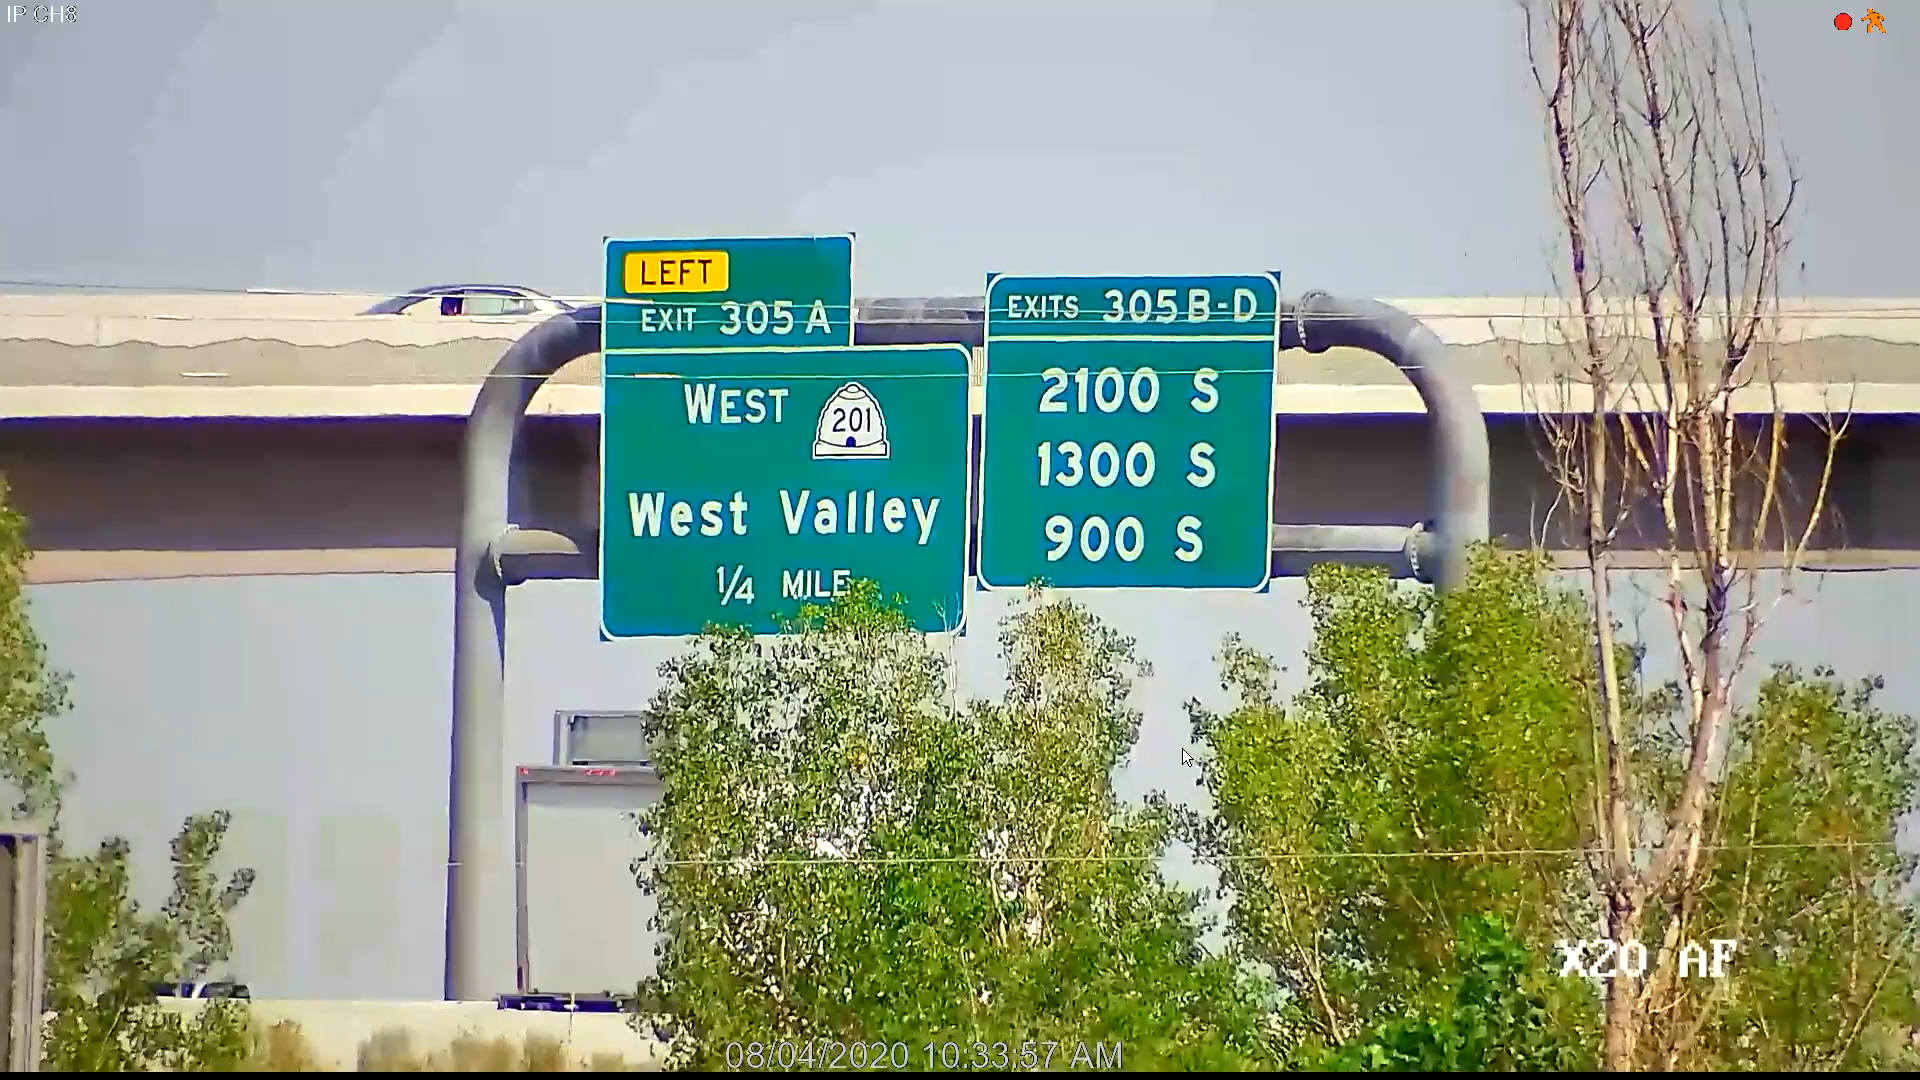 IP CH8
LEFT
EXIT 305 A
WEST 201
West Valley
1/4 MILE
EXITS 305 B-D
2100 S
1300 S
900 S
X20 AF
08/04/2020 10:33:57 AM